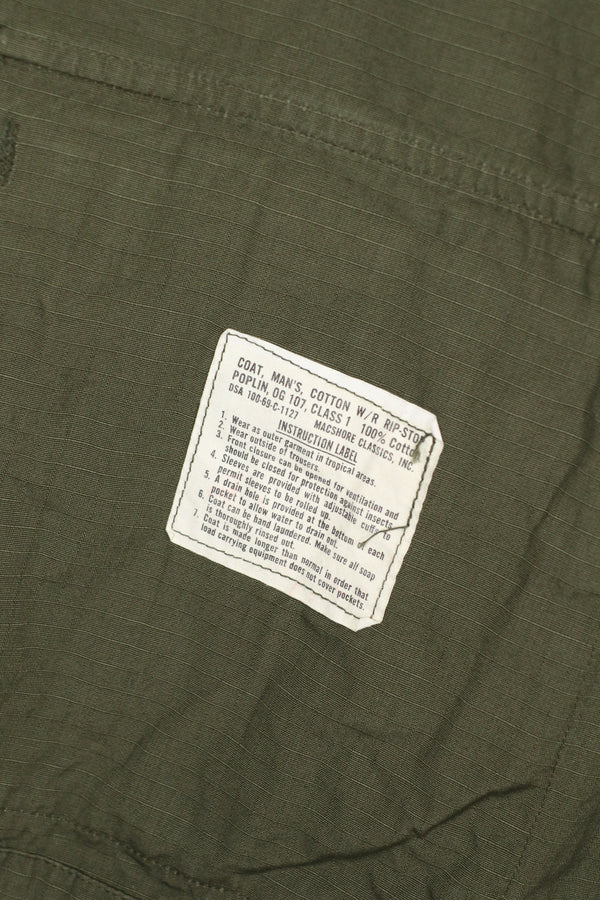 COAT, MAN'S, COTTON W/R RIP-STOP
POPLIN, OG 107, CLASS 1 100% Cotton
DSA 100-69-C-1127 MACSHORE CLASSICS, INC.
INSTRUCTION LABEL
1. Wear as outer garment in tropical areas.
2. Wear outside of trousers.
3. Front closure can be opened for ventilation and
should be closed for protection against insects.
4. Sleeves are provided with adjustable cuffs to
permit sleeves to be rolled up.
5. A drain hole is provided at the bottom of each
pocket to allow water to drain out.
6. Coat can be hand laundered. Make sure all soap
is thoroughly rinsed out.
7. Coat is made longer than normal in order that
load carrying equipment does not cover pockets.